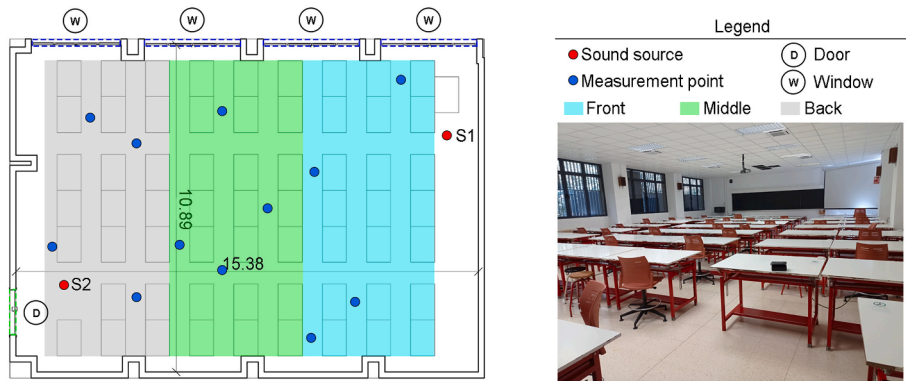 W W W W
Legend
Sound source D Door
Measurement point W Window
Front Middle Back
S1
10.89
15.38
S2
D